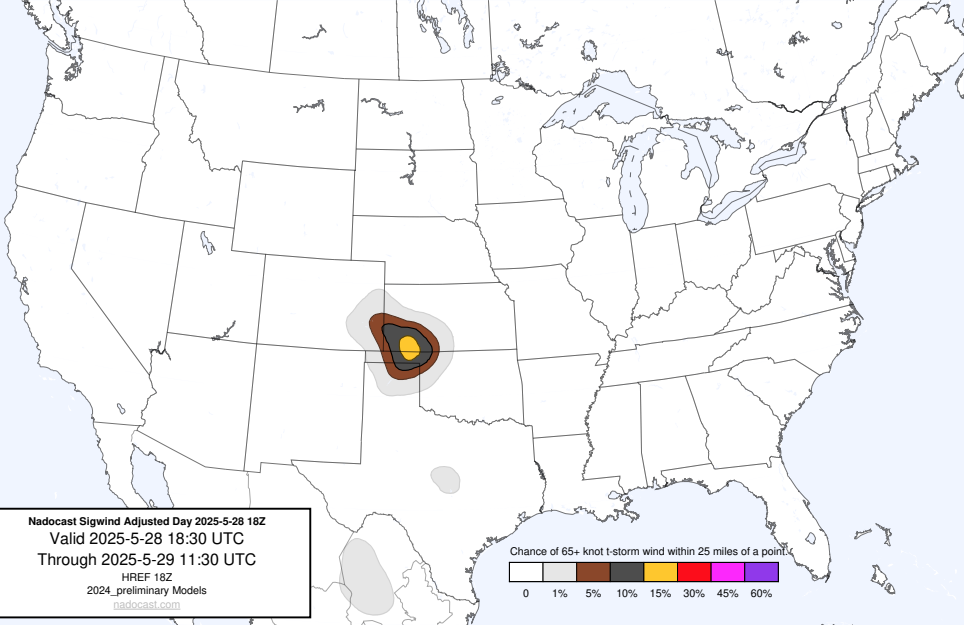 Nadocast Sigwind Adjusted Day 2025-5-28 18Z
Valid 2025-5-28 18:30 UTC
Through 2025-5-29 11:30 UTC
HREF 18Z
2024_preliminary Models
nadocast.com
Chance of 65+ knot t-storm wind within 25 miles of a point.
0 1% 5% 10% 15% 30% 45% 60%